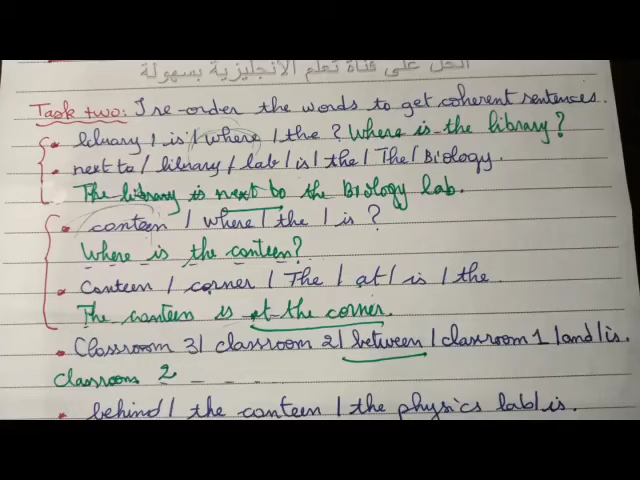 الحل على قناة تعلم الانجليزية بسهولة
Task two: I re-order the words to get coherent sentences.
• library / is / where / the ? Where is the library?
• next to / library / lab / is / the / The / Biology.
The library is next to the Biology lab.
• canteen / where / the / is ?
Where is the canteen?
• Canteen / corner / The / at / is / the
The canteen is at the corner.
• Classroom 3 / classroom 2 / between / classroom 1 / and / is.
Classroom 2 _ _ . . .
• behind / the canteen / the physics lab / is.